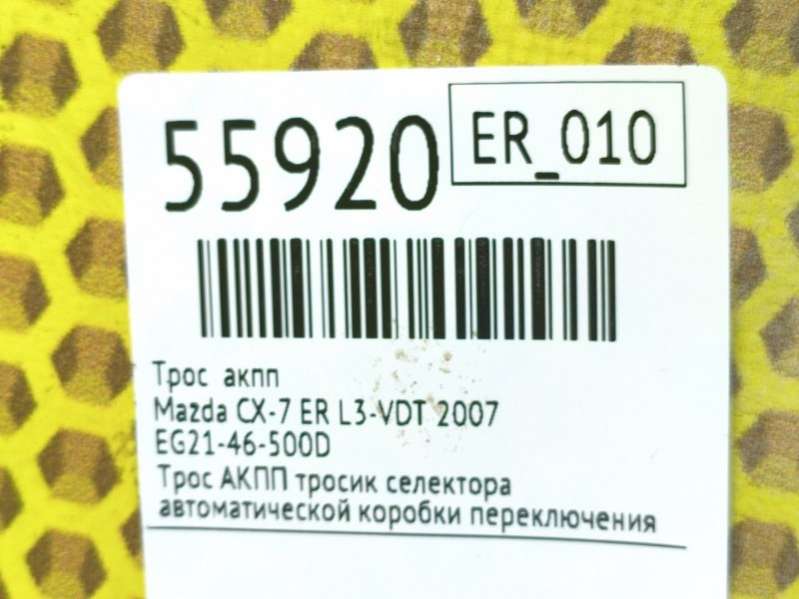 55920
ER_010
Трос акпп
Mazda CX-7 ER L3-VDT 2007
EG21-46-500D
Трос АКПП тросик селектора
автоматической коробки переключения